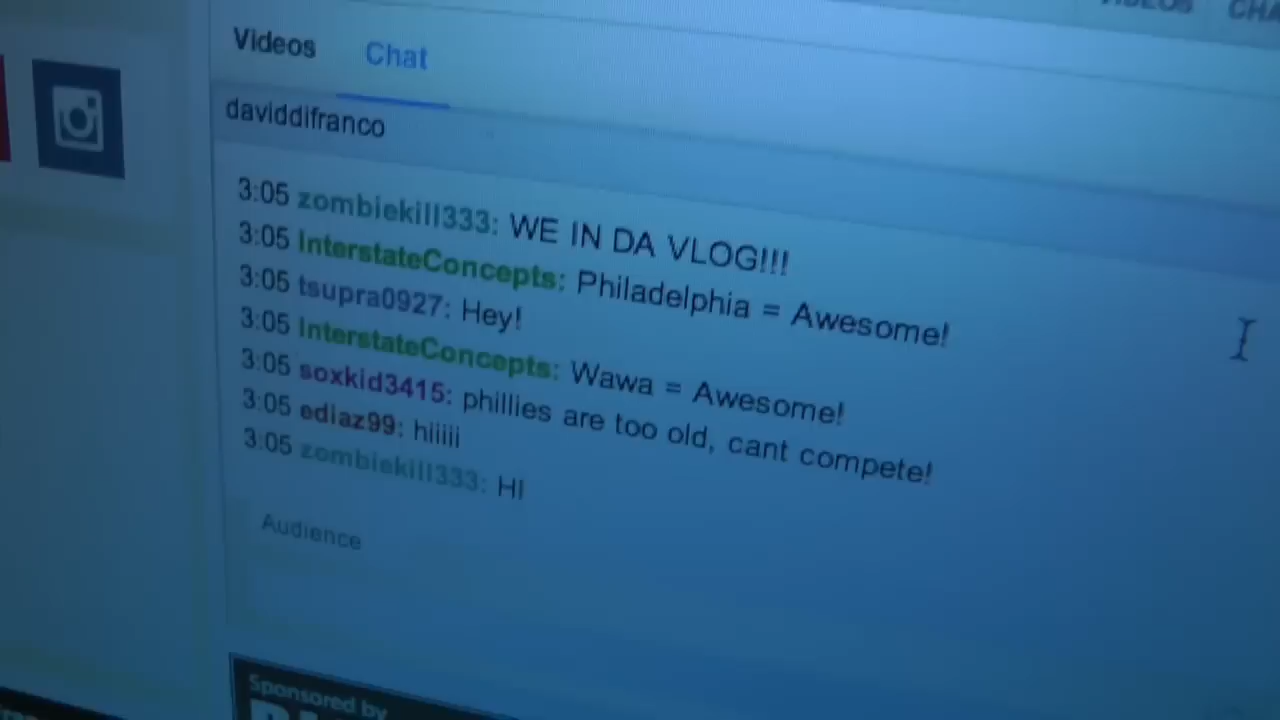 VIDEOS
Videos Chat
daviddifranco
3:05 zombiekill333: WE IN DA VLOG!!!
3:05 InterstateConcepts: Philadelphia = Awesome!
3:05 tsupra0927: Hey!
3:05 InterstateConcepts: Wawa = Awesome!
3:05 soxkid3415: phillies are too old, cant compete!
3:05 ediaz99: hiiiii
3:05 zombiekill333: HI
Audience
Sponsored by